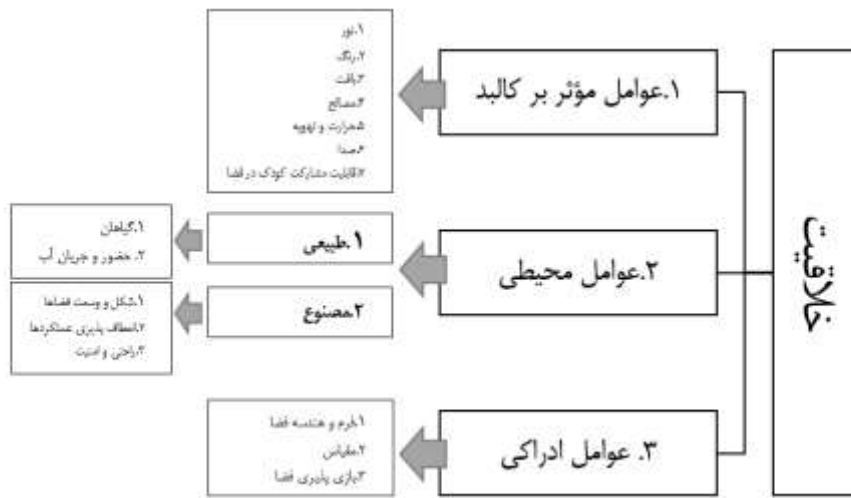 خلاقیت
۱.عوامل مؤثر بر کالبد
۱.نور
۲.رنگ
۳.بافت
۴.مصالح
۵.حرارت و تهویه
۶.صدا
۷.قابلیت مشارکت کودک در فضا
۲.عوامل محیطی
۱.طبیعی
۱.گیاهان
۲. حضور و جریان آب
۲.مصنوع
۱.شکل و وسعت فضاها
۲.انعطاف پذیری عملکردها
۳.راحتی و امنیت
۳. عوامل ادراکی
۱.فرم و هندسه فضا
۲.مقیاس
۳.بازی پذیری فضا